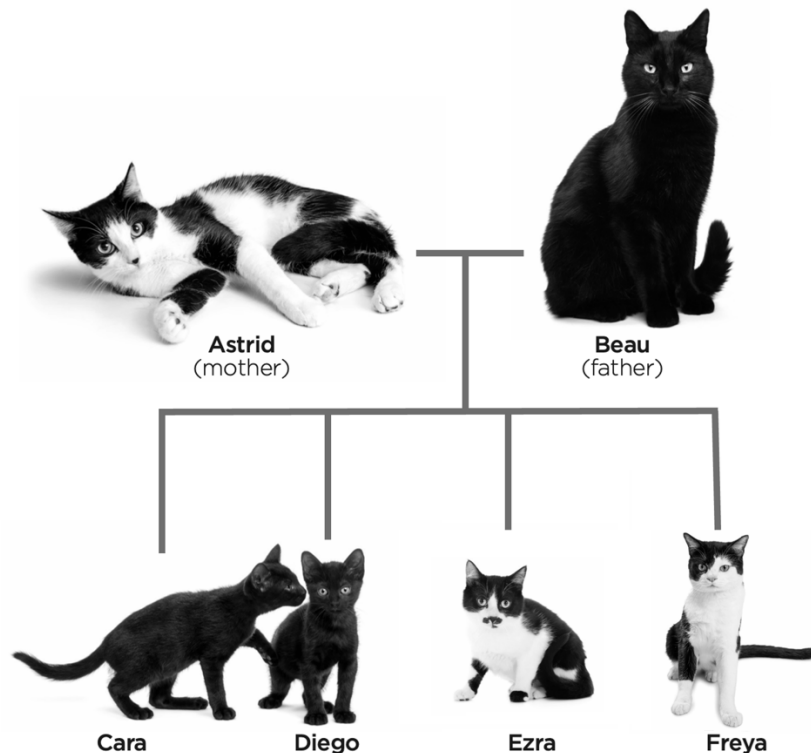 Astrid
(mother)
Beau
(father)
Cara
Diego
Ezra
Freya